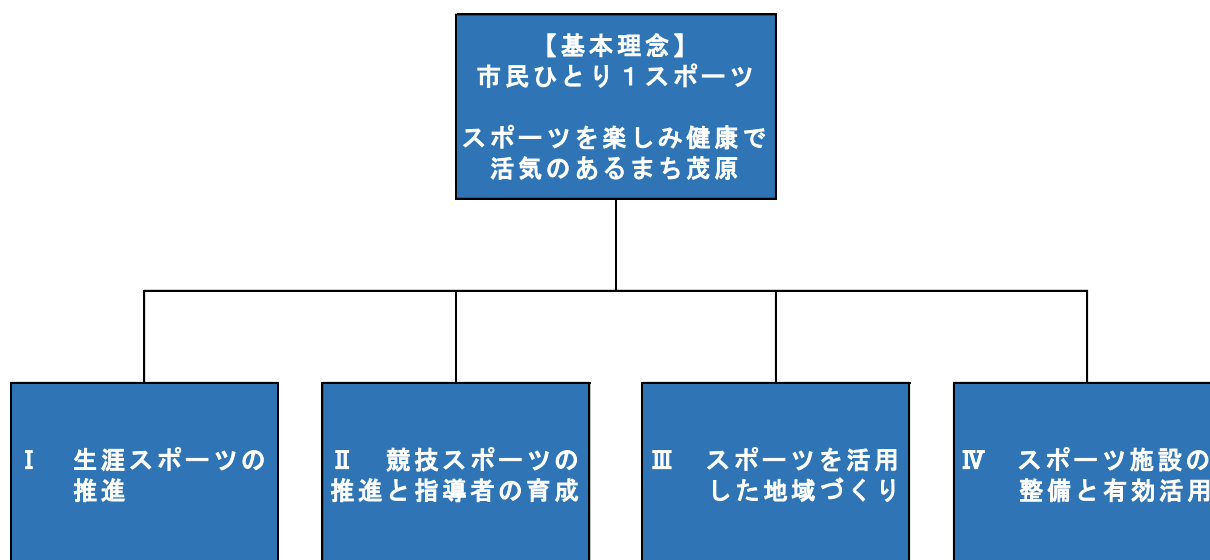 【基本理念】
市民ひとり１スポーツ
スポーツを楽しみ健康で
活気のあるまち茂原
Ⅰ　生涯スポーツの
推進
Ⅱ　競技スポーツの
推進と指導者の育成
Ⅲ　スポーツを活用
した地域づくり
Ⅳ　スポーツ施設の
整備と有効活用